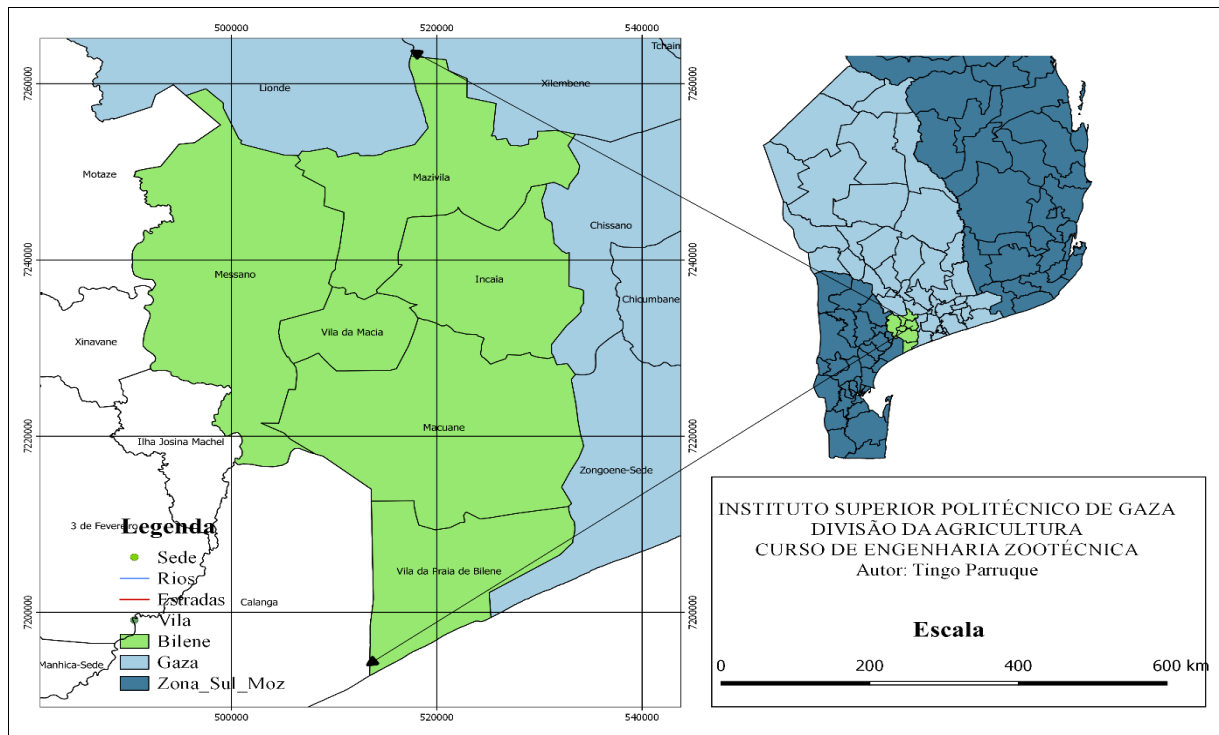 500000
520000
540000
Tchain
7260000
Lionde
Xilembene
7260000
Motaze
Mazivila
Chissano
7240000
Messano
Incaia
7240000
Chicumbane
Vila da Macia
Xinavane
7220000
Ilha Josina Machel
Macuane
7220000
Zongoene-Sede
3 de Fevereiro
Legenda
Sede
Rios
Estradas
Vila
Bilene
Gaza
Zona_Sul_Moz
Vila da Praia de Bilene
Calanga
7200000
7200000
Manhica-Sede
500000
520000
540000
INSTITUTO SUPERIOR POLITÉCNICO DE GAZA
DIVISÃO DA AGRICULTURA
CURSO DE ENGENHARIA ZOOTÉCNICA
Autor: Tingo Parruque
Escala
0
200
400
600 km